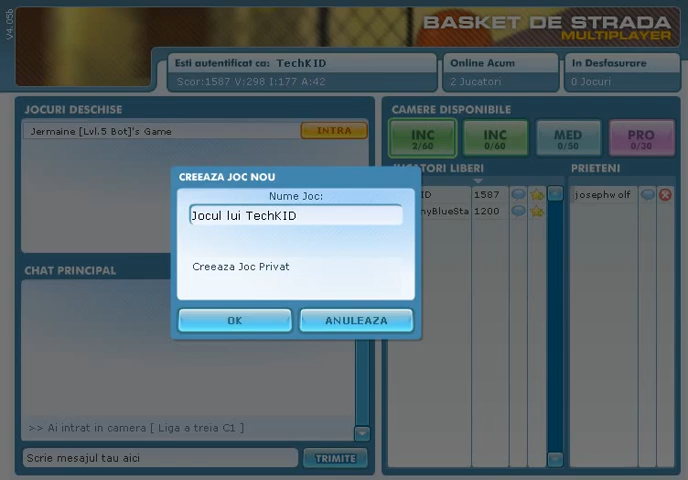 V4.05b
BASKET DE STRADA
MULTIPLAYER
Esti autentificat ca: TechKID
Scor:1587 V:298 I:177 A:42
Online Acum
2 Jucatori
In Desfasurare
0 Jocuri
JOCURI DESCHISE
Jermaine [Lvl.5 Bot]'s Game
INTRA
CAMERE DISPONIBILE
INC
2/60
INC
0/60
MED
0/50
PRO
0/30
JUCATORI LIBERI
PRIETENI
ID 1587
nyBlueSta 1200
josephwolf
CREEAZA JOC NOU
Nume Joc:
Jocul lui TechKID
Creeaza Joc Privat
OK
ANULEAZA
CHAT PRINCIPAL
>> Ai intrat in camera [ Liga a treia C1 ]
Scrie mesajul tau aici
TRIMITE